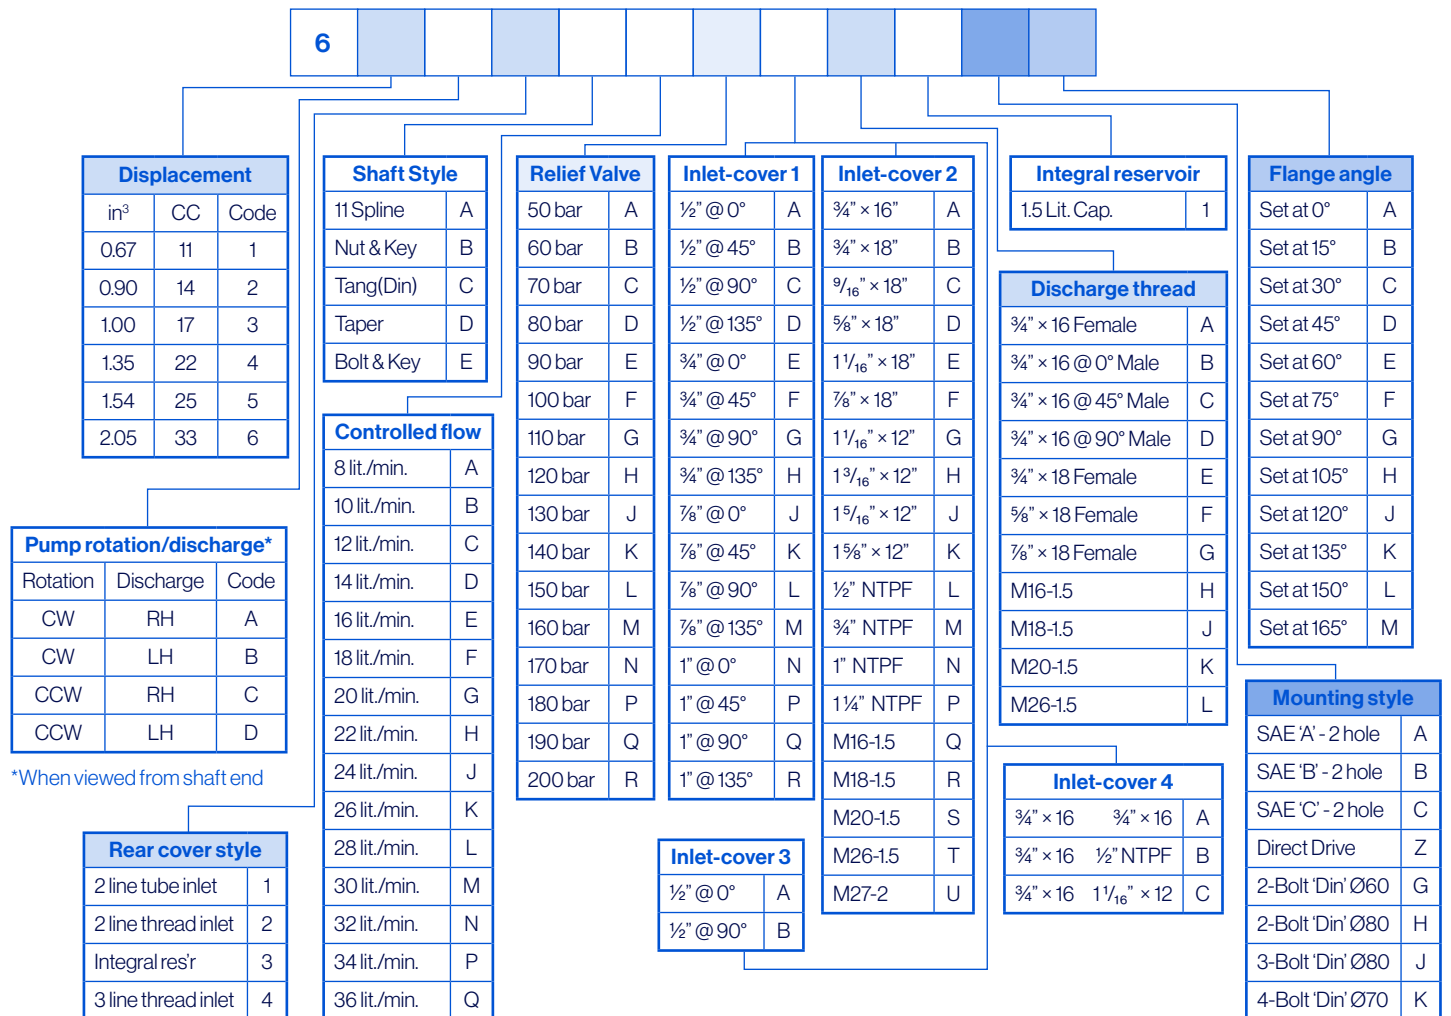 6
Displacement
in³ CC Code
0.67 11 1
0.90 14 2
1.00 17 3
1.35 22 4
1.54 25 5
2.05 33 6
Pump rotation/discharge*
Rotation Discharge Code
CW RH A
CW LH B
CCW RH C
CCW LH D
*When viewed from shaft end
Rear cover style
2 line tube inlet 1
2 line thread inlet 2
Integral res'r 3
3 line thread inlet 4
Shaft Style
11 Spline A
Nut & Key B
Tang(Din) C
Taper D
Bolt & Key E
Controlled flow
8 lit./min. A
10 lit./min. B
12 lit./min. C
14 lit./min. D
16 lit./min. E
18 lit./min. F
20 lit./min. G
22 lit./min. H
24 lit./min. J
26 lit./min. K
28 lit./min. L
30 lit./min. M
32 lit./min. N
34 lit./min. P
36 lit./min. Q
Relief Valve
50 bar A
60 bar B
70 bar C
80 bar D
90 bar E
100 bar F
110 bar G
120 bar H
130 bar J
140 bar K
150 bar L
160 bar M
170 bar N
180 bar P
190 bar Q
200 bar R
Inlet-cover 1
½” @ 0° A
½” @ 45° B
½” @ 90° C
½” @ 135° D
¾” @ 0° E
¾” @ 45° F
¾” @ 90° G
¾” @ 135° H
⅞” @ 0° J
⅞” @ 45° K
⅞” @ 90° L
⅞” @ 135° M
1” @ 0° N
1” @ 45° P
1” @ 90° Q
1” @ 135° R
Inlet-cover 2
¾” × 16” A
¾” × 18” B
9/16” × 18” C
⅝” × 18” D
1 1/16” × 18” E
⅞” × 18” F
1 1/16” × 12” G
1 3/16” × 12” H
1 5/16” × 12” J
1⅝” × 12” K
½” NTPF L
¾” NTPF M
1” NTPF N
1¼” NTPF P
M16-1.5 Q
M18-1.5 R
M20-1.5 S
M26-1.5 T
M27-2 U
Inlet-cover 3
½” @ 0° A
½” @ 90° B
Integral reservoir
1.5 Lit. Cap. 1
Discharge thread
¾” × 16 Female A
¾” × 16 @ 0° Male B
¾” × 16 @ 45° Male C
¾” × 16 @ 90° Male D
¾” × 18 Female E
⅝” × 18 Female F
⅞” × 18 Female G
M16-1.5 H
M18-1.5 J
M20-1.5 K
M26-1.5 L
Inlet-cover 4
¾” × 16 ¾” × 16 A
¾” × 16 ½” NTPF B
¾” × 16 1 1/16” × 12 C
Flange angle
Set at 0° A
Set at 15° B
Set at 30° C
Set at 45° D
Set at 60° E
Set at 75° F
Set at 90° G
Set at 105° H
Set at 120° J
Set at 135° K
Set at 150° L
Set at 165° M
Mounting style
SAE ‘A’ - 2 hole A
SAE ‘B’ - 2 hole B
SAE ‘C’ - 2 hole C
Direct Drive Z
2-Bolt ‘Din’ Ø60 G
2-Bolt ‘Din’ Ø80 H
3-Bolt ‘Din’ Ø80 J
4-Bolt ‘Din’ Ø70 K